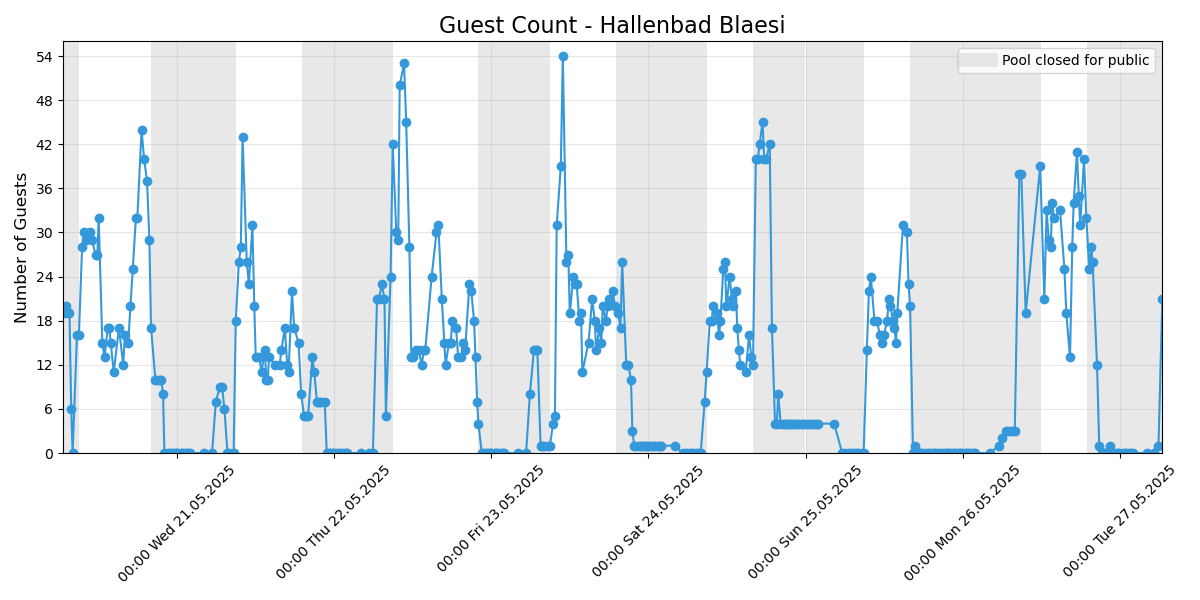 Guest Count - Hallenbad Blaesi
Pool closed for public
Number of Guests
54
48
42
36
30
24
18
12
6
0
00:00 Wed 21.05.2025
00:00 Thu 22.05.2025
00:00 Fri 23.05.2025
00:00 Sat 24.05.2025
00:00 Sun 25.05.2025
00:00 Mon 26.05.2025
00:00 Tue 27.05.2025